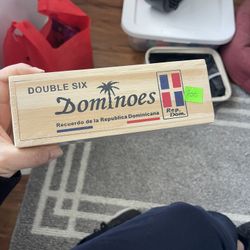 DOUBLE SIX
Dominoes
Recuerdo de la Republica Dominicana
Rep.
Dom.